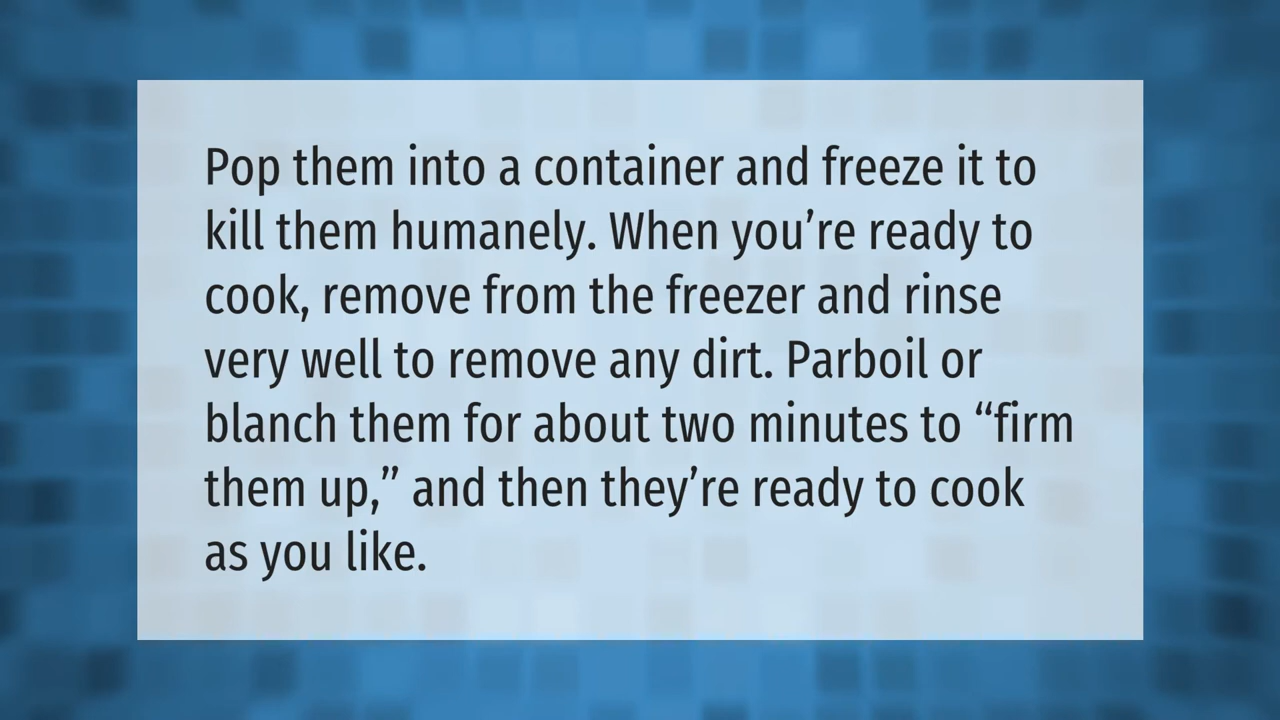 Pop them into a container and freeze it to
kill them humanely. When you’re ready to
cook, remove from the freezer and rinse
very well to remove any dirt. Parboil or
blanch them for about two minutes to “firm
them up,” and then they’re ready to cook
as you like.